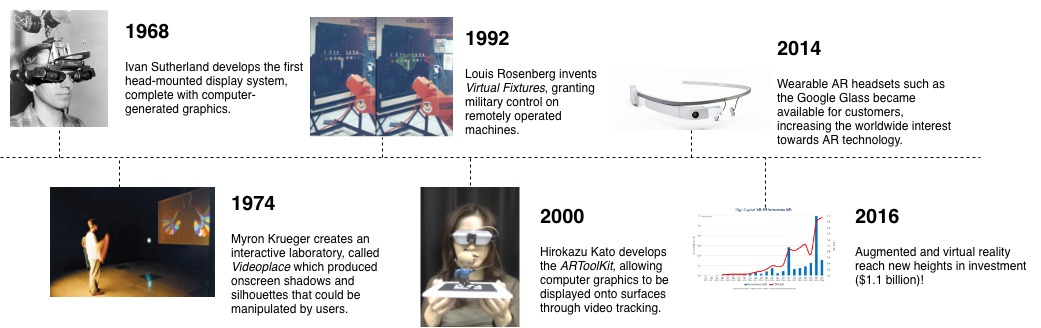 1968
Ivan Sutherland develops the first
head-mounted display system,
complete with computer-
generated graphics.
BASELINE
VIRTUAL OVERLAY
1992
Louis Rosenberg invents
Virtual Fixtures, granting
military control on
remotely operated
machines.
2014
Wearable AR headsets such as
the Google Glass became
available for customers,
increasing the worldwide interest
towards AR technology.
1974
Myron Krueger creates an
interactive laboratory, called
Videoplace which produced
onscreen shadows and
silhouettes that could be
manipulated by users.
2000
Hirokazu Kato develops
the ARToolKit, allowing
computer graphics to be
displayed onto surfaces
through video tracking.
2016
Augmented and virtual reality
reach new heights in investment
($1.1 billion)!